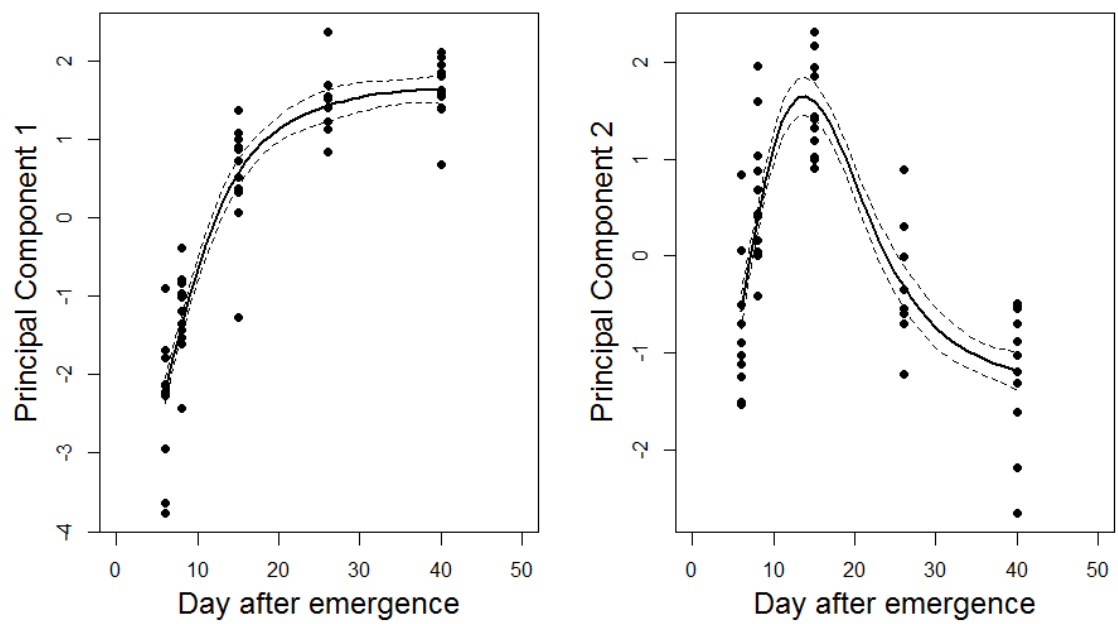 Principal Component 1
2
1
0
-1
-2
-3
-4
0 10 20 30 40 50
Day after emergence
Principal Component 2
2
1
0
-1
-2
0 10 20 30 40 50
Day after emergence